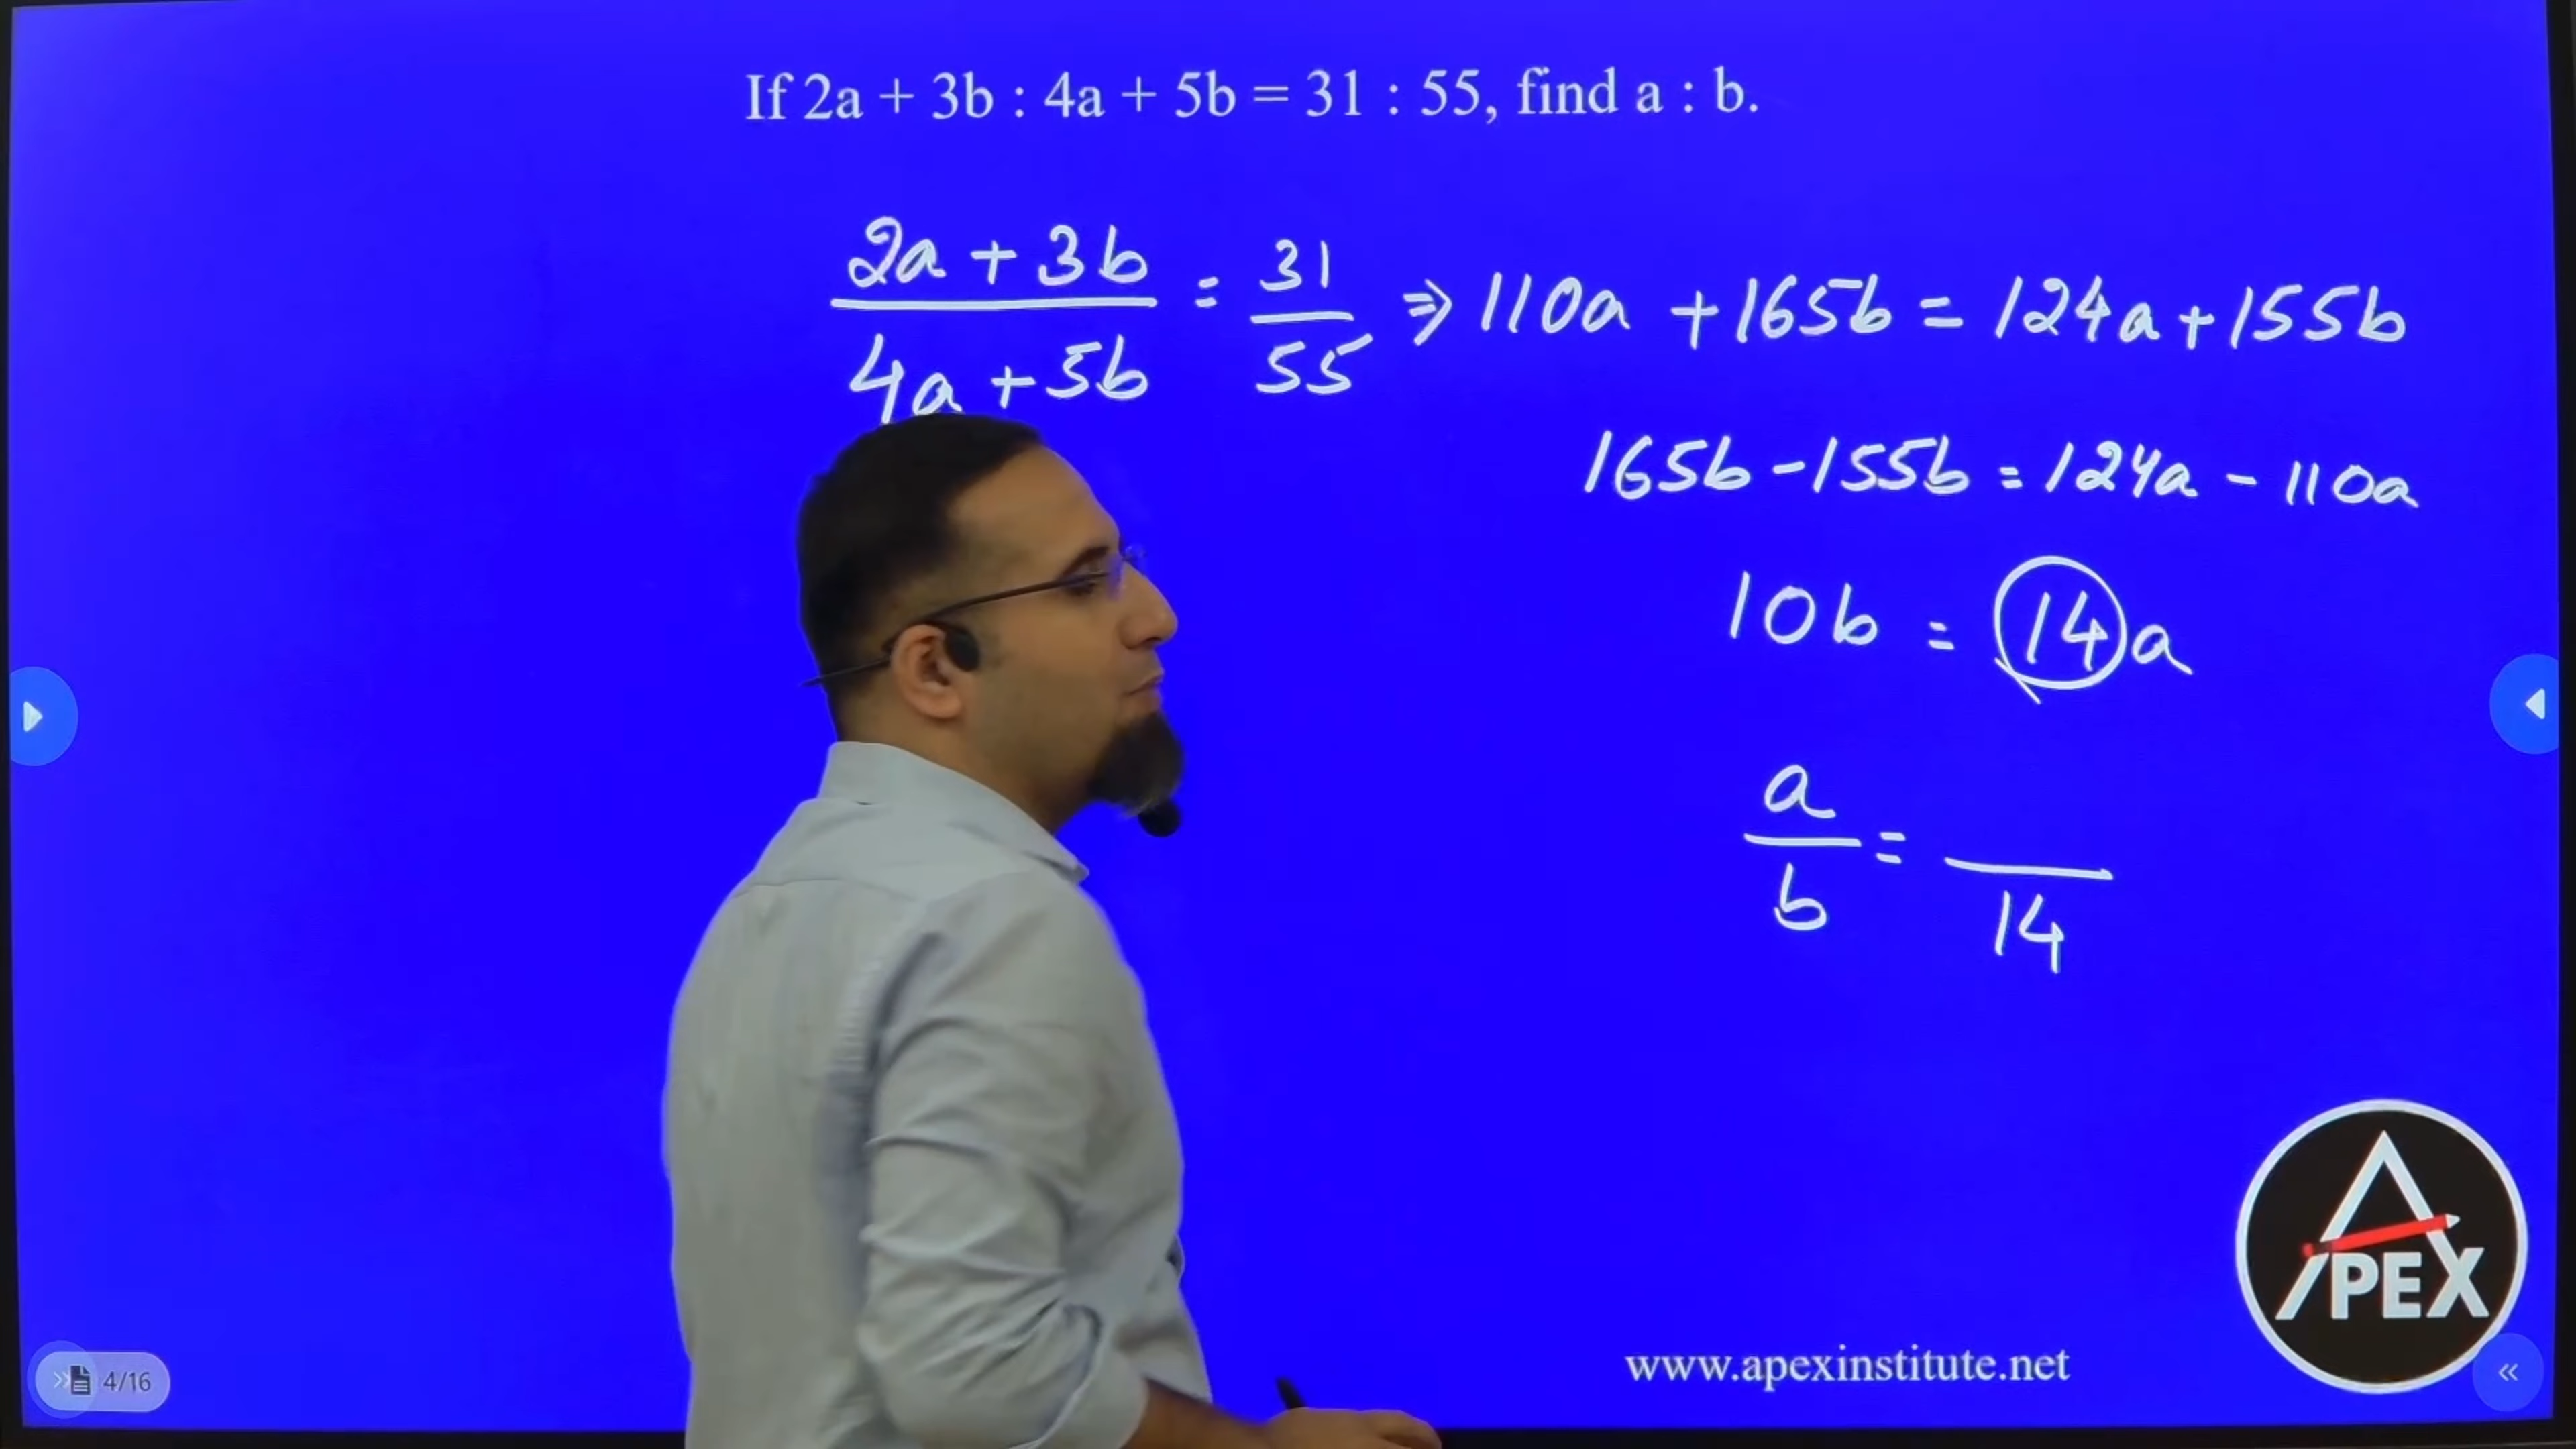 If 2a + 3b : 4a + 5b = 31 : 55, find a : b.
2a + 3b / 4a + 5b = 31 / 55 ⇒ 110a + 165b = 124a + 155b
165b - 155b = 124a - 110a
10b = 14a
a / b = / 14
APEX
www.apexinstitute.net
4/16